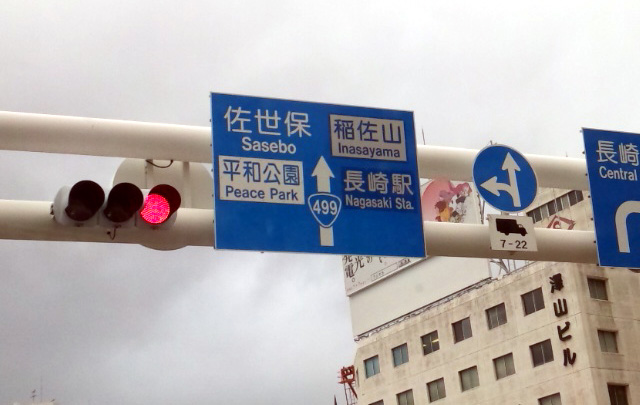 佐世保
Sasebo
平和公園
Peace Park
稲佐山
Inasayama
長崎駅
Nagasaki Sta.
499
7-22
長崎
Central
澤山ビル